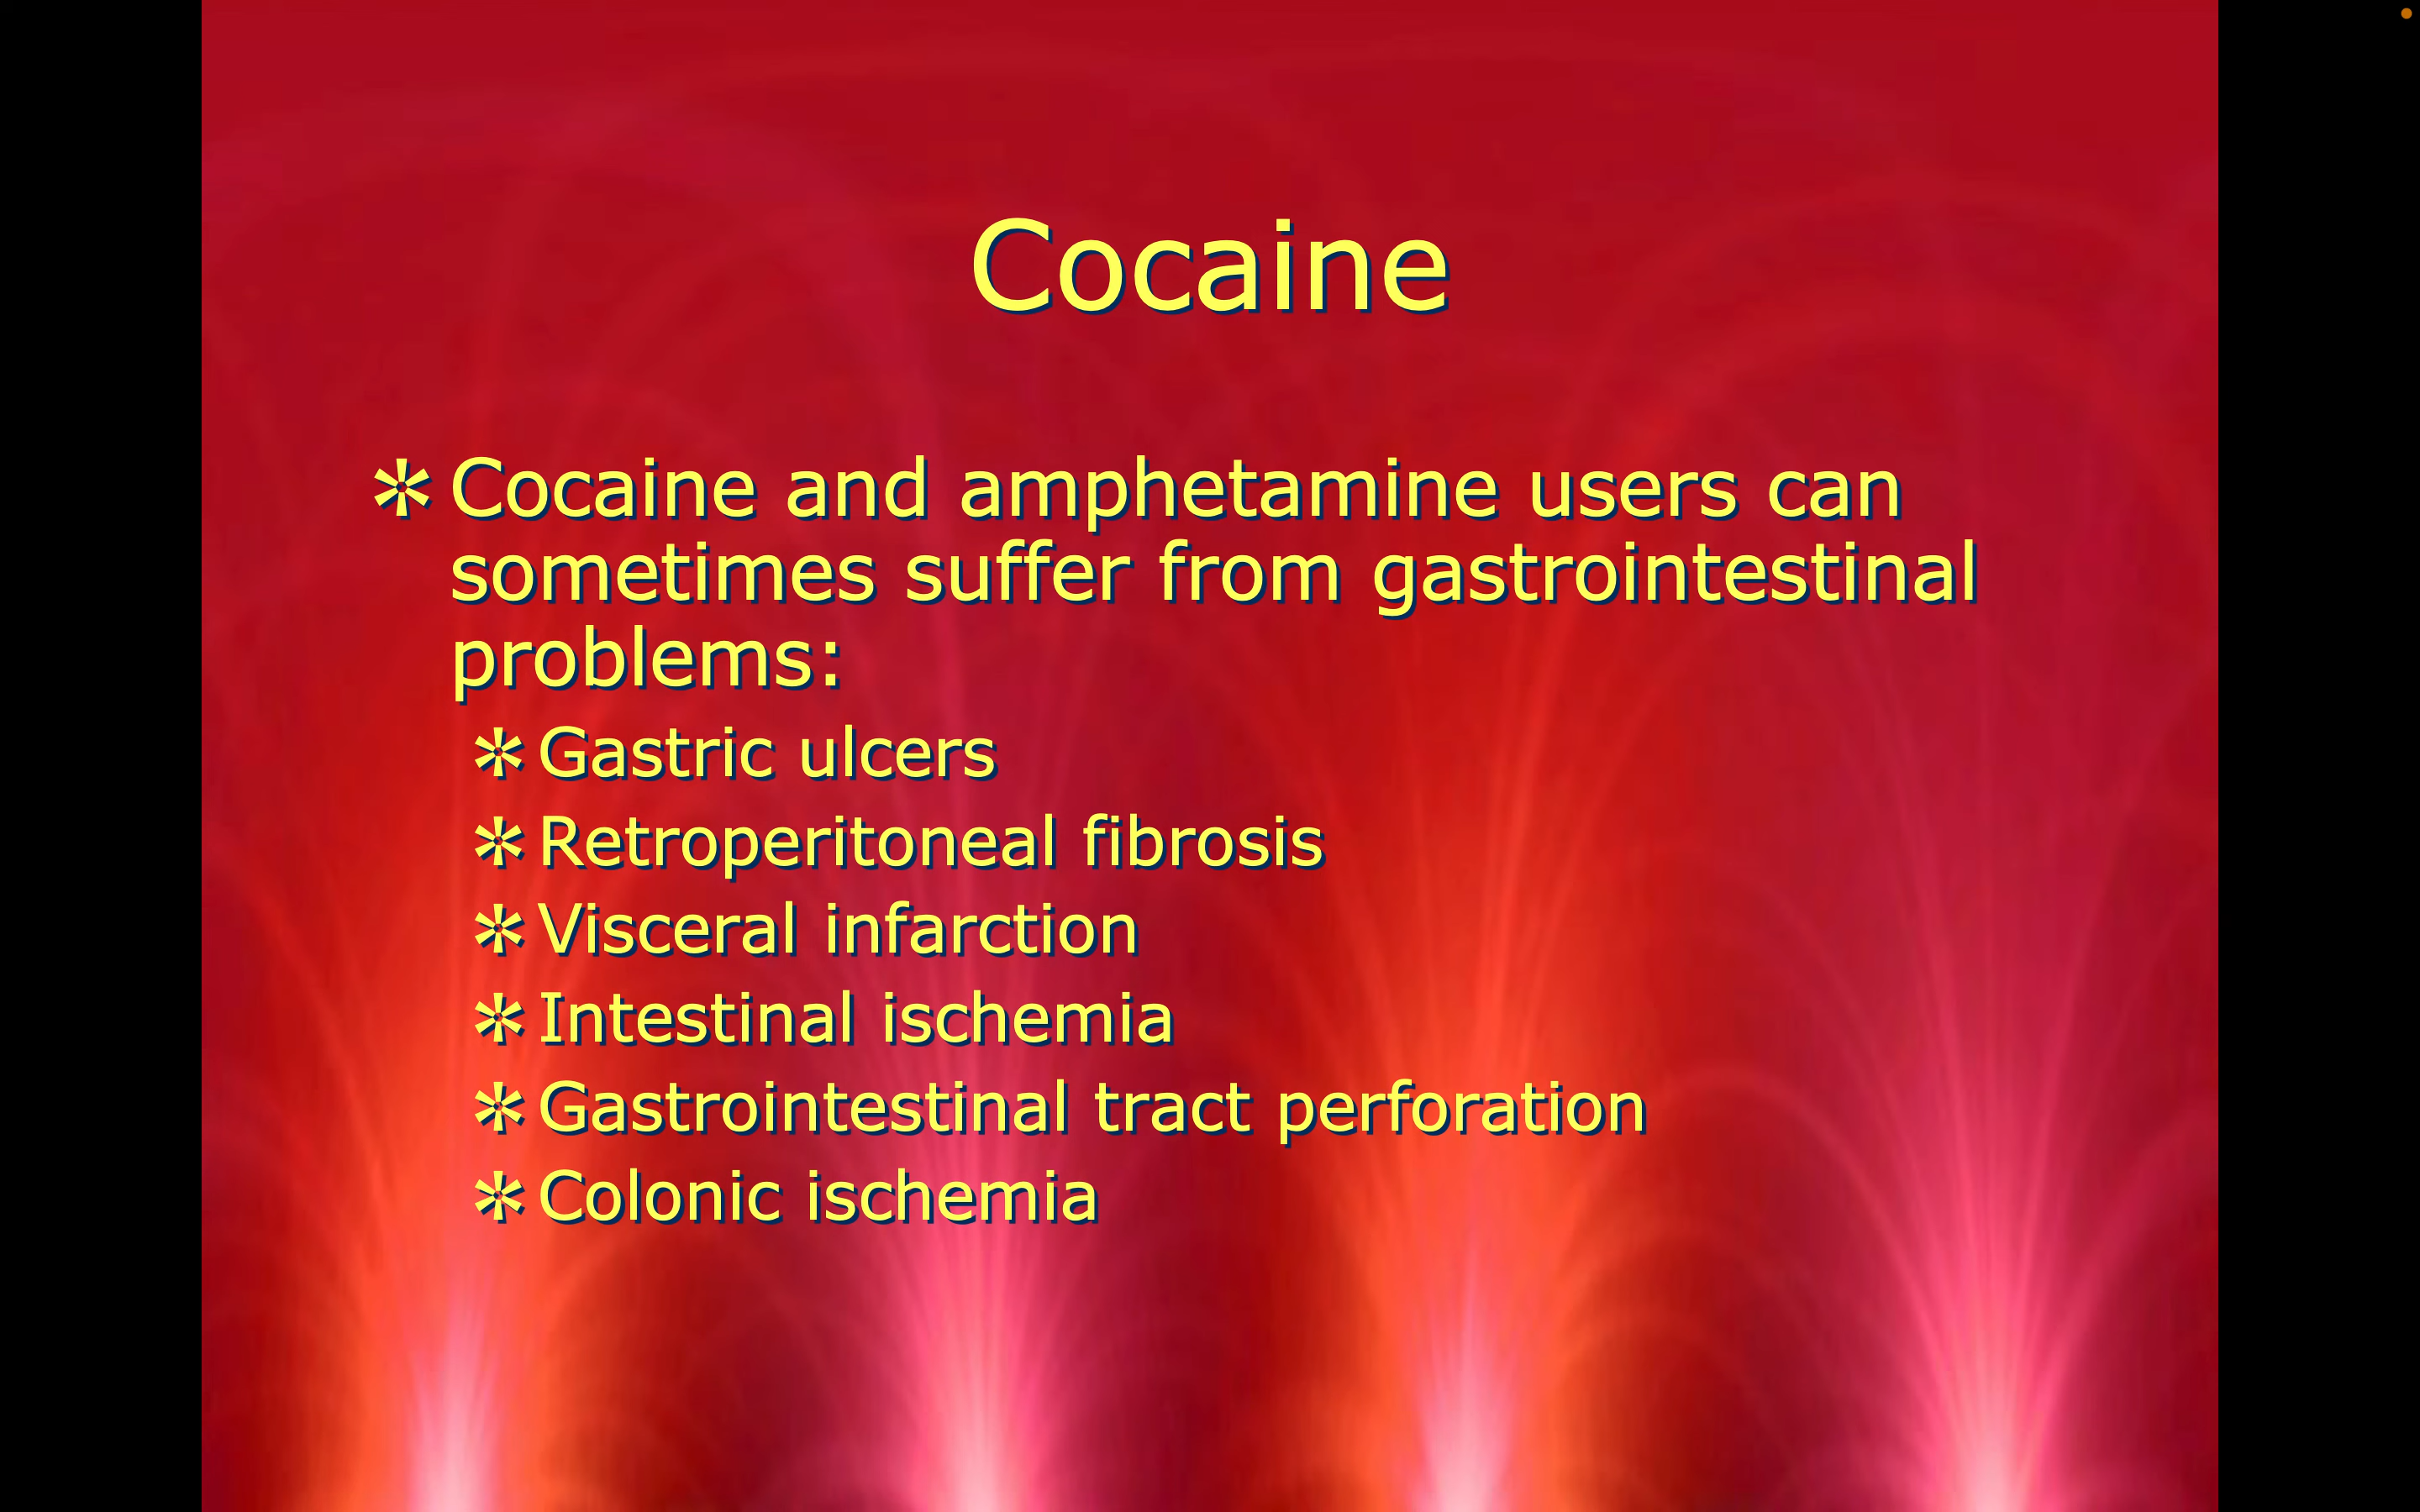 Cocaine
Cocaine and amphetamine users can
sometimes suffer from gastrointestinal
problems:
Gastric ulcers
Retroperitoneal fibrosis
Visceral infarction
Intestinal ischemia
Gastrointestinal tract perforation
Colonic ischemia